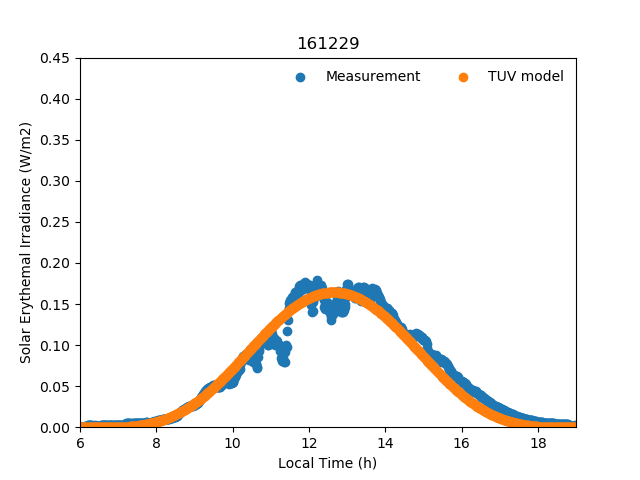 161229
Measurement
TUV model
Solar Erythemal Irradiance (W/m2)
0.45
0.40
0.35
0.30
0.25
0.20
0.15
0.10
0.05
0.00
6 8 10 12 14 16 18
Local Time (h)